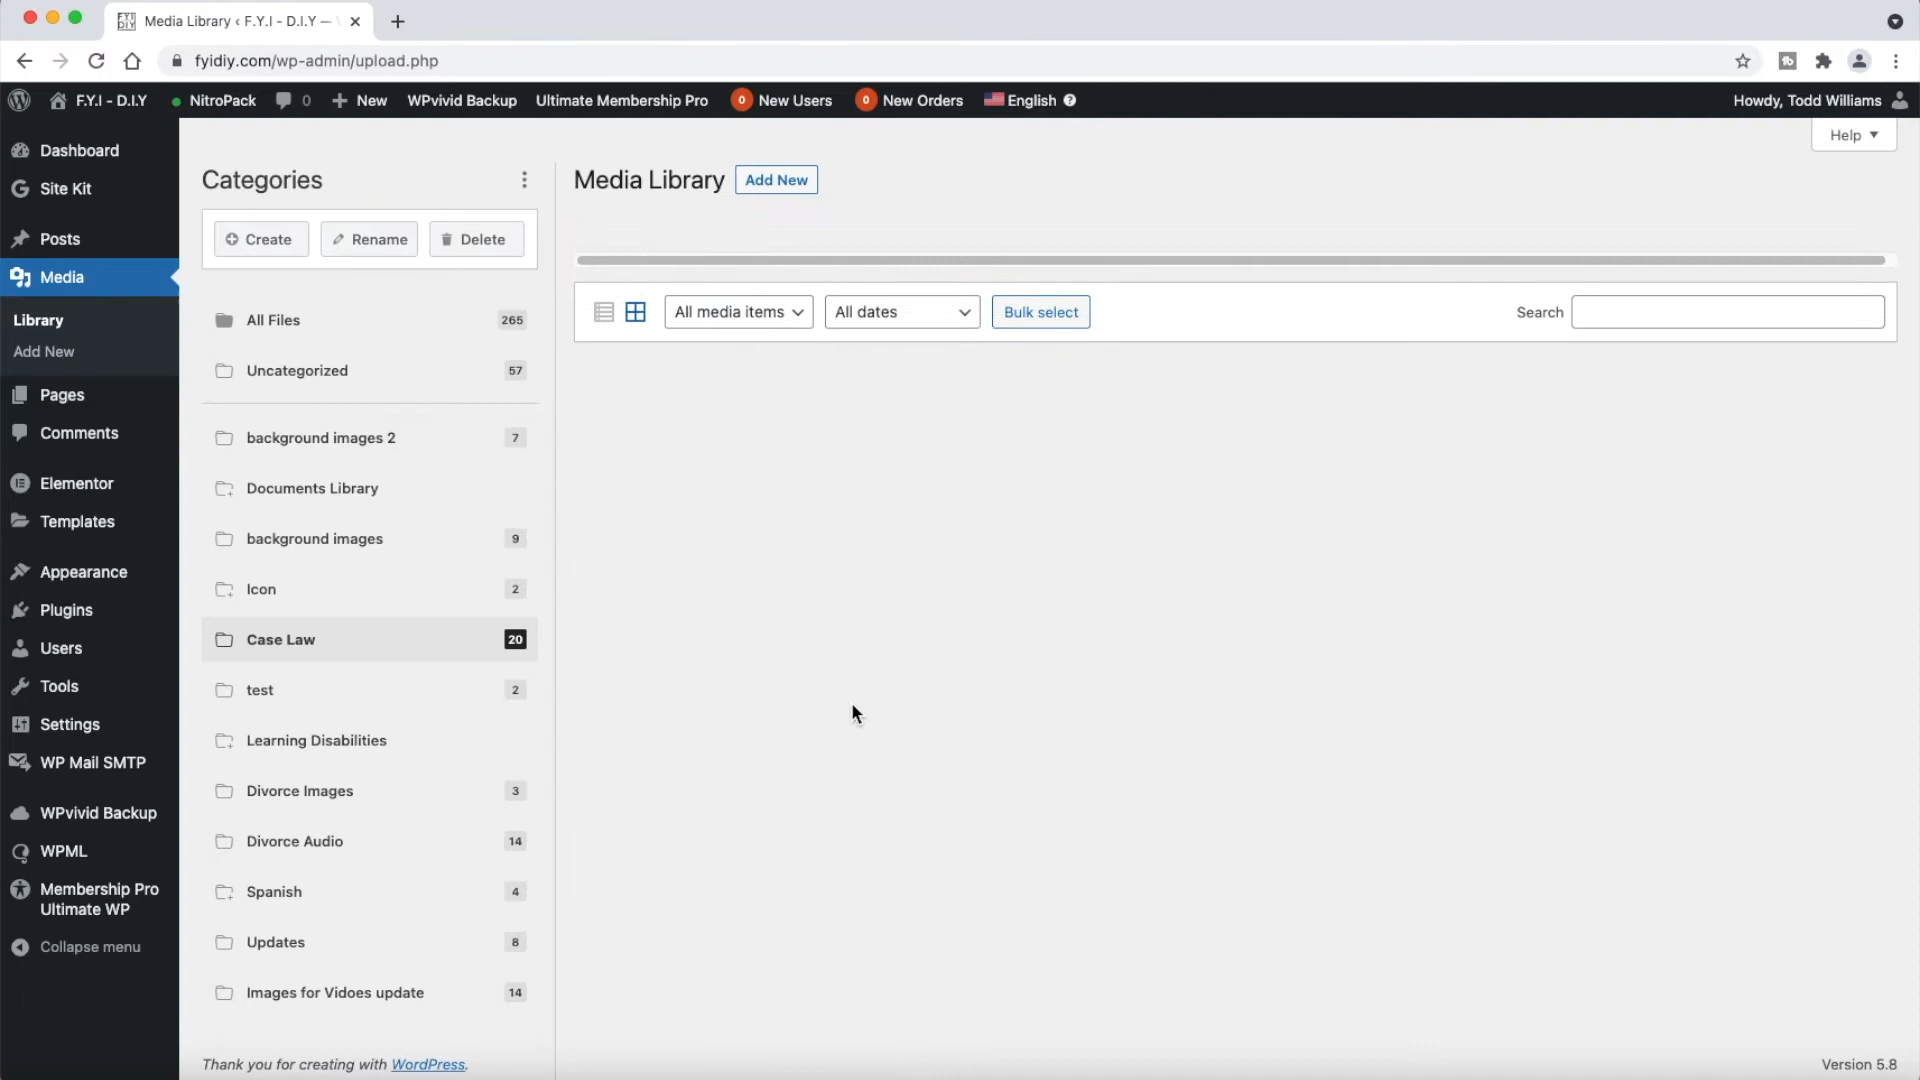 Media Library ‹ F.Y.I - D.I.Y —
fyidiy.com/wp-admin/upload.php
F.Y.I - D.I.Y
NitroPack
0
New
WPvivid Backup
Ultimate Membership Pro
0 New Users
0 New Orders
English
Howdy, Todd Williams
Help
Dashboard
Site Kit
Posts
Media
Library
Add New
Pages
Comments
Elementor
Templates
Appearance
Plugins
Users
Tools
Settings
WP Mail SMTP
WPvivid Backup
WPML
Membership Pro
Ultimate WP
Collapse menu
Categories
Create
Rename
Delete
All Files 265
Uncategorized 57
background images 2 7
Documents Library
background images 9
Icon 2
Case Law 20
test 2
Learning Disabilities
Divorce Images 3
Divorce Audio 14
Spanish 4
Updates 8
Images for Vidoes update 14
Media Library
Add New
All media items
All dates
Bulk select
Search
Thank you for creating with WordPress.
Version 5.8